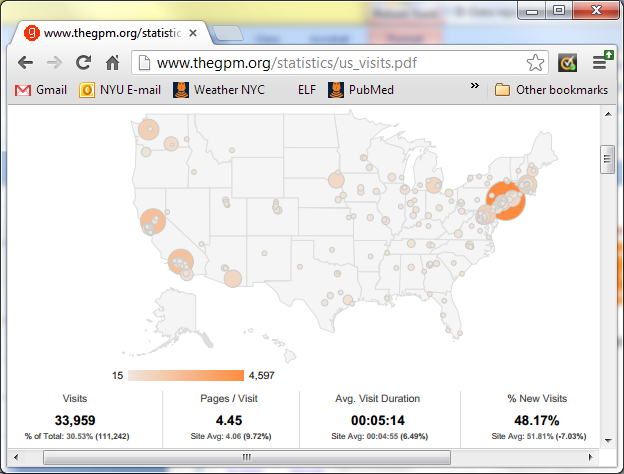 www.thegpm.org/statistic
www.thegpm.org/statistics/us_visits.pdf
Gmail NYU E-mail Weather NYC ELF PubMed » Other bookmarks
15 4,597
Visits Pages / Visit Avg. Visit Duration % New Visits
33,959 4.45 00:05:14 48.17%
% of Total: 30.53% (111,242) Site Avg: 4.06 (9.72%) Site Avg: 00:04:55 (6.49%) Site Avg: 51.81% (-7.03%)